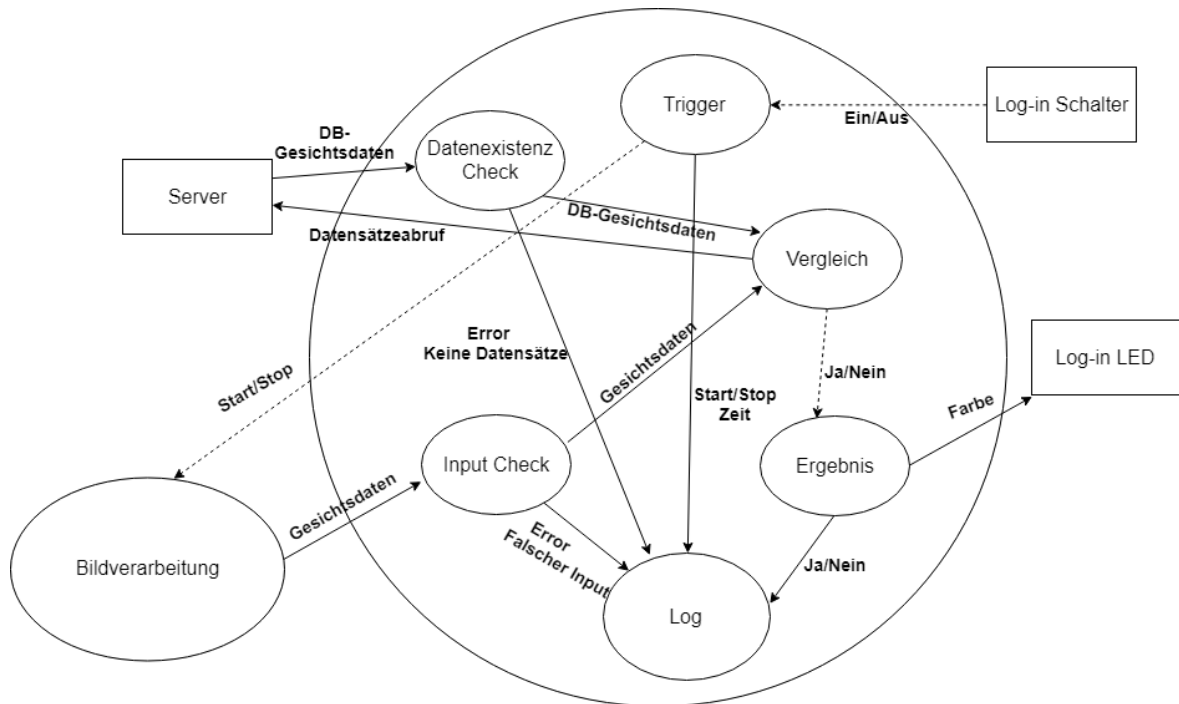 Trigger
Log-in Schalter
Ein/Aus
DB-
Gesichtsdaten
Datenexistenz
Check
Server
DB-Gesichtsdaten
Datensätzeabruf
Vergleich
Error
Keine Datensätze
Gesichtsdaten
Log-in LED
Start/Stop
Ja/Nein
Start/Stop
Zeit
Farbe
Input Check
Ergebnis
Gesichtsdaten
Error
Falscher Input
Bildverarbeitung
Ja/Nein
Log